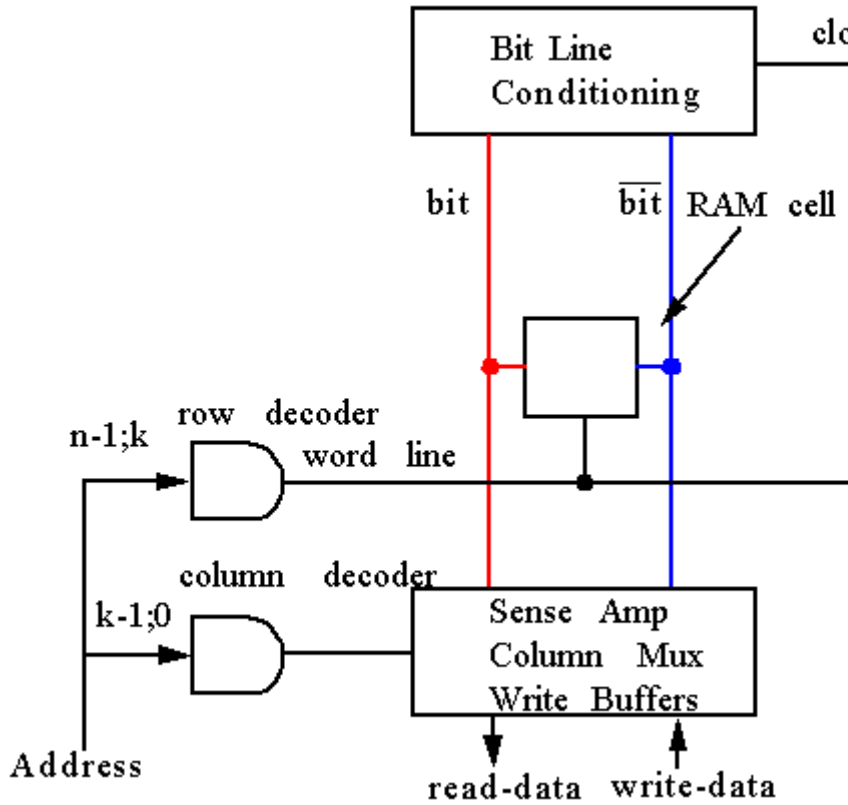 Bit Line
Conditioning
clo
bit
bit
RAM cell
row decoder
n-1;k
word line
column decoder
k-1;0
Sense Amp
Column Mux
Write Buffers
Address
read-data
write-data